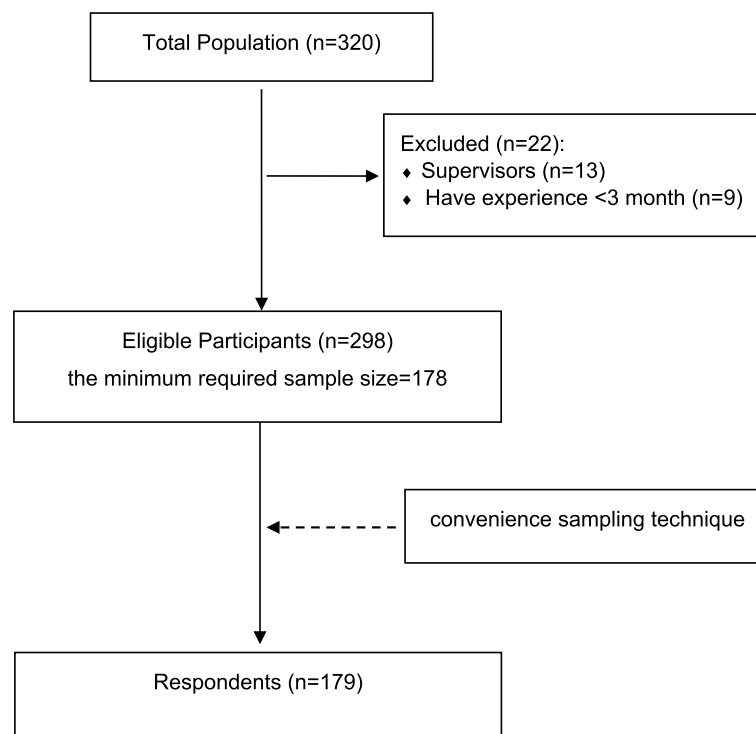 Total Population (n=320)
Excluded (n=22):
♦ Supervisors (n=13)
♦ Have experience <3 month (n=9)
Eligible Participants (n=298)
the minimum required sample size=178
convenience sampling technique
Respondents (n=179)